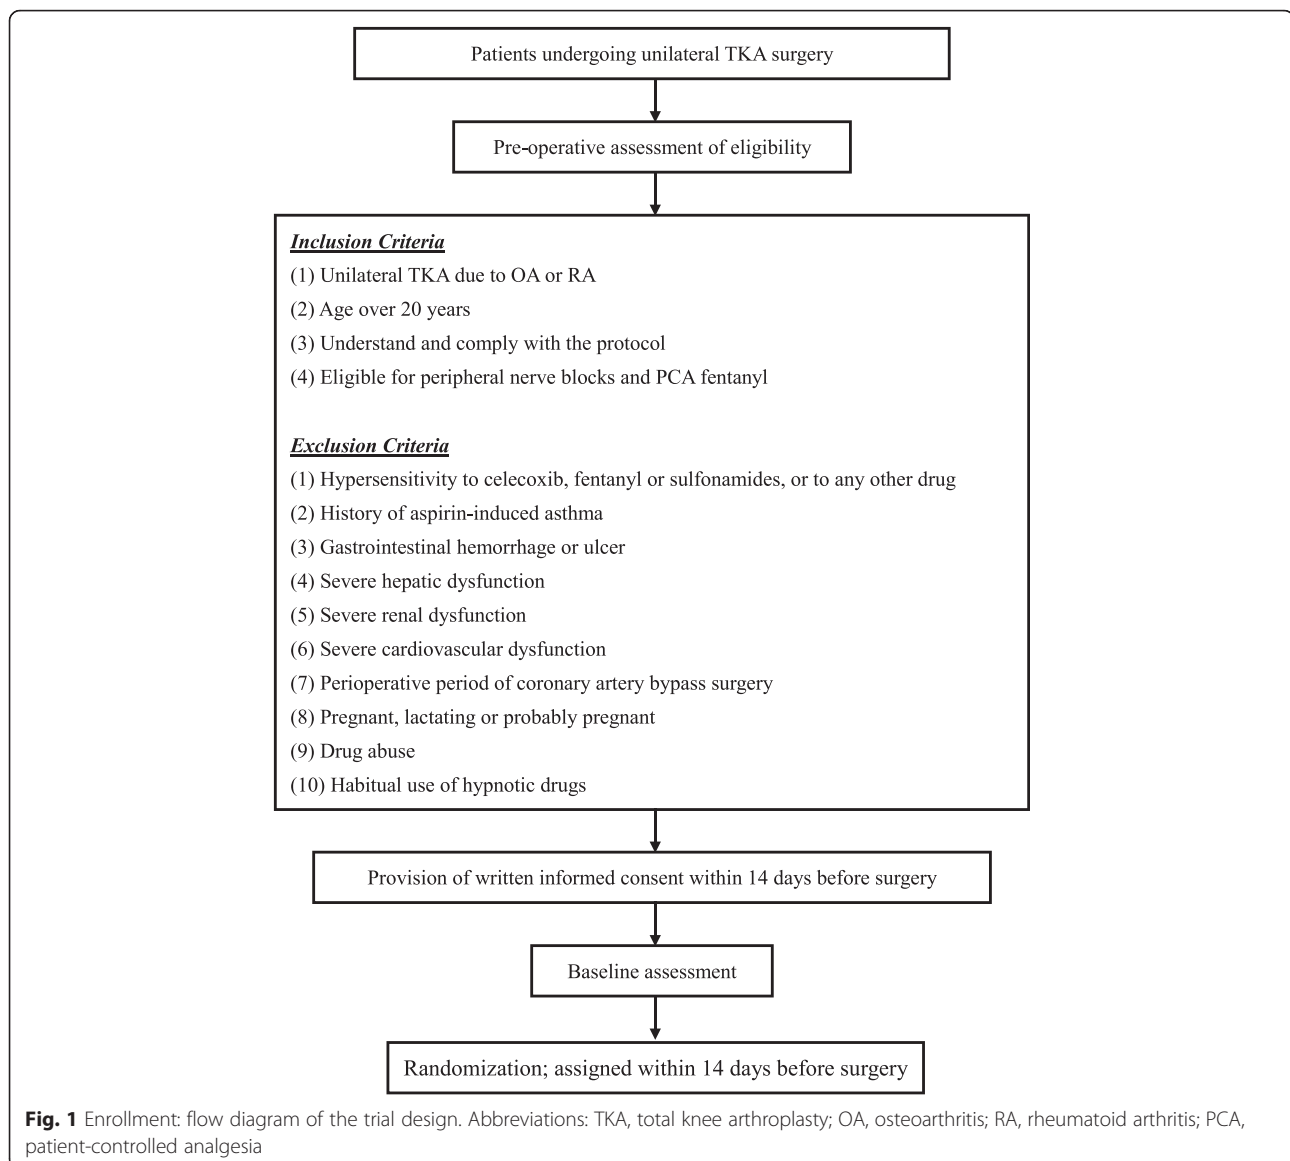 Patients undergoing unilateral TKA surgery
Pre-operative assessment of eligibility
Inclusion Criteria
(1) Unilateral TKA due to OA or RA
(2) Age over 20 years
(3) Understand and comply with the protocol
(4) Eligible for peripheral nerve blocks and PCA fentanyl
Exclusion Criteria
(1) Hypersensitivity to celecoxib, fentanyl or sulfonamides, or to any other drug
(2) History of aspirin-induced asthma
(3) Gastrointestinal hemorrhage or ulcer
(4) Severe hepatic dysfunction
(5) Severe renal dysfunction
(6) Severe cardiovascular dysfunction
(7) Perioperative period of coronary artery bypass surgery
(8) Pregnant, lactating or probably pregnant
(9) Drug abuse
(10) Habitual use of hypnotic drugs
Provision of written informed consent within 14 days before surgery
Baseline assessment
Randomization; assigned within 14 days before surgery
Fig. 1 Enrollment: flow diagram of the trial design. Abbreviations: TKA, total knee arthroplasty; OA, osteoarthritis; RA, rheumatoid arthritis; PCA,
patient-controlled analgesia